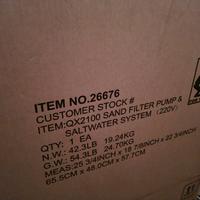 ITEM NO.26676
CUSTOMER STOCK #
ITEM:QX2100 SAND FILTER PUMP &
SALTWATER SYSTEM (220V)
QTY: 1 EA
N.W.: 42.3LB 19.24KG
G.W.: 54.3LB 24.70KG
MEAS:25 3/4INCH x 18 7/8INCH x 22 3/4INCH
65.5CM x 48.0CM x 57.7CM